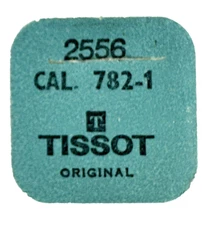 2556
CAL. 782-1
T
TISSOT
ORIGINAL